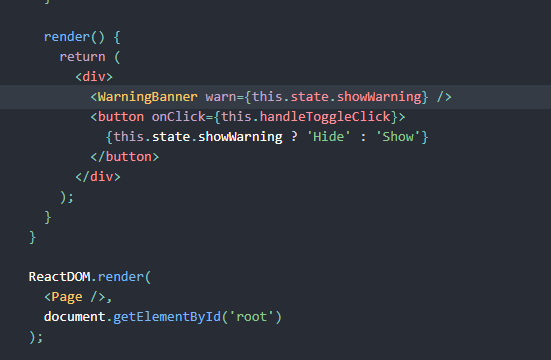 }
render() {
return (
<div>
<WarningBanner warn={this.state.showWarning} />
<button onClick={this.handleToggleClick}>
{this.state.showWarning ? 'Hide' : 'Show'}
</button>
</div>
);
}
}
ReactDOM.render(
<Page />,
document.getElementById('root')
);